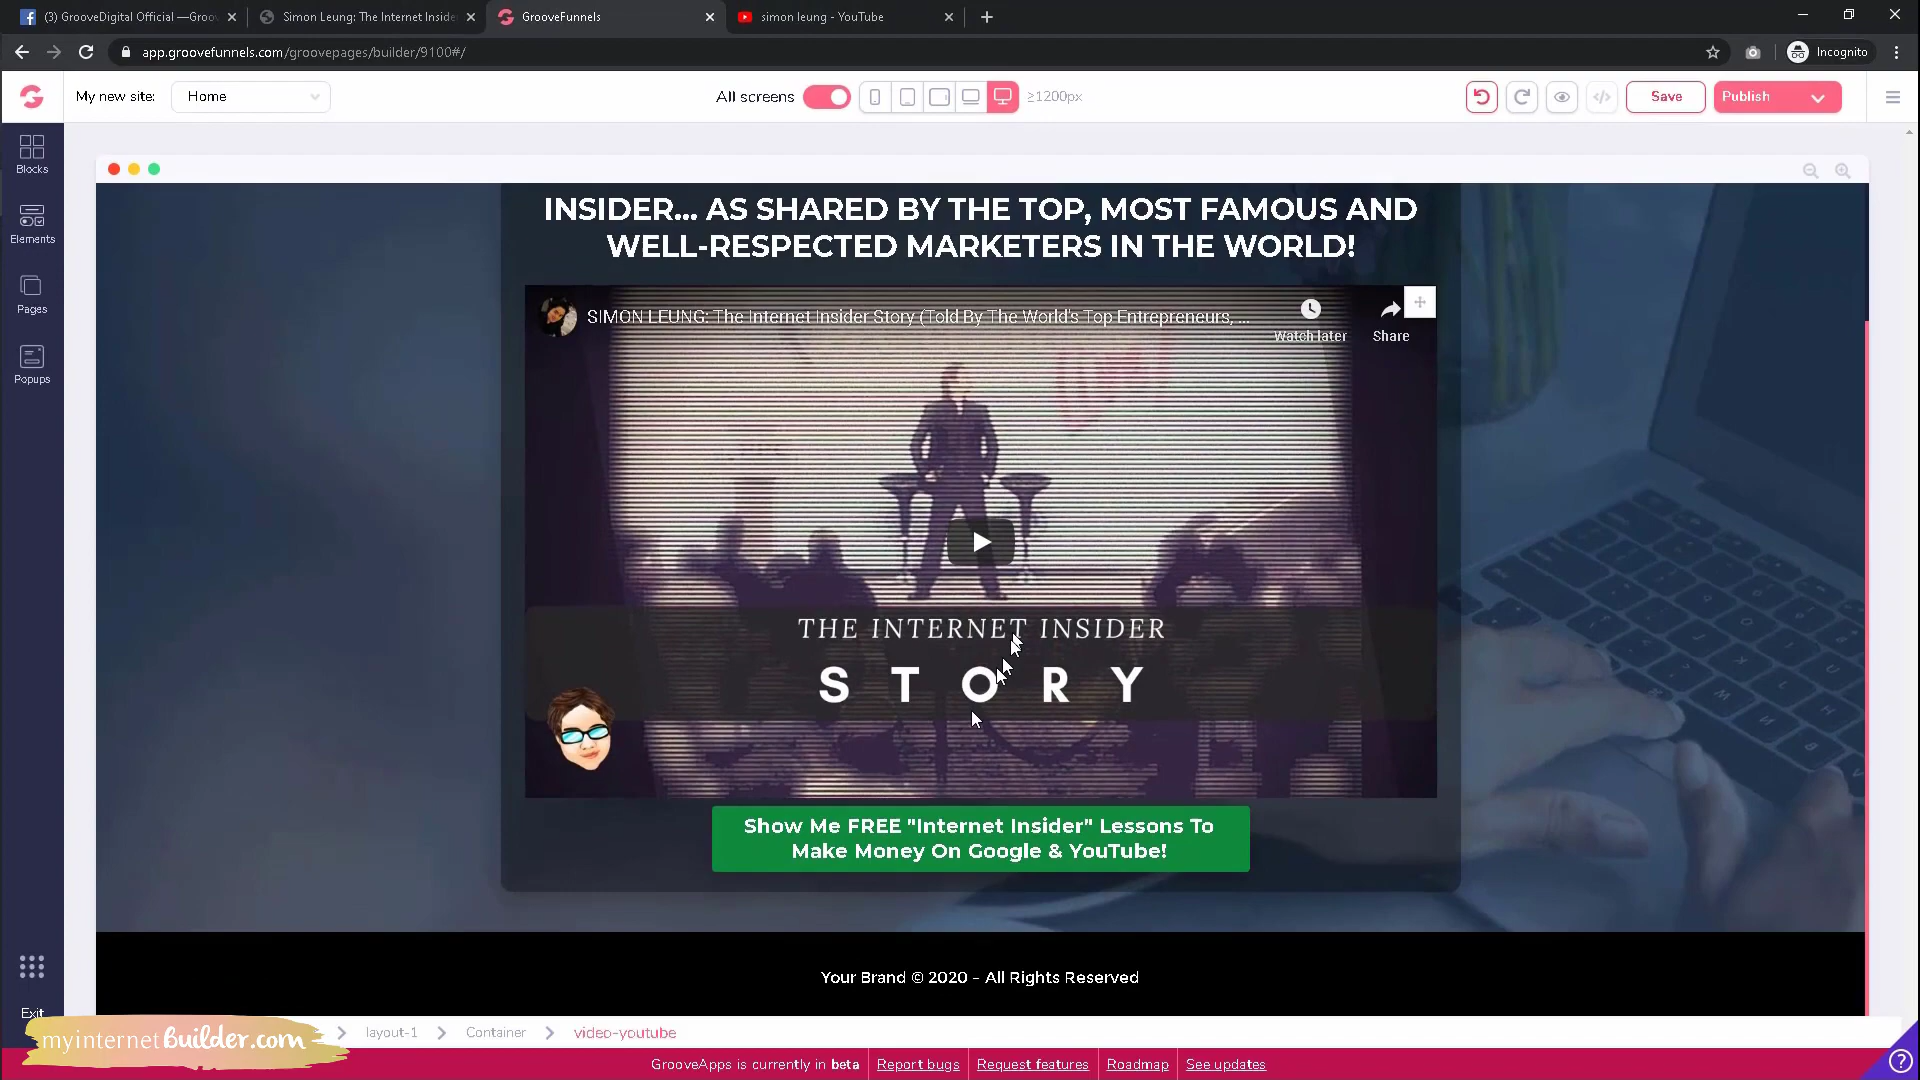 (3) GrooveDigital Official —Groov
Simon Leung: The Internet Inside
GrooveFunnels
simon leung - YouTube
app.groovefunnels.com/groovepages/builder/9100#/
Incognito
My new site:
Home
All screens
≥1200px
Save
Publish
Blocks
Elements
Pages
Popups
INSIDER... AS SHARED BY THE TOP, MOST FAMOUS AND
WELL-RESPECTED MARKETERS IN THE WORLD!
SIMON LEUNG: The Internet Insider Story (Told By The World's Top Entrepreneurs, ...
Watch later
Share
THE INTERNET INSIDER
STORY
Show Me FREE "Internet Insider" Lessons To
Make Money On Google & YouTube!
Your Brand © 2020 - All Rights Reserved
Exit
myinternetBuilder.com
layout-1
Container
video-youtube
GrooveApps is currently in beta
Report bugs
Request features
Roadmap
See updates